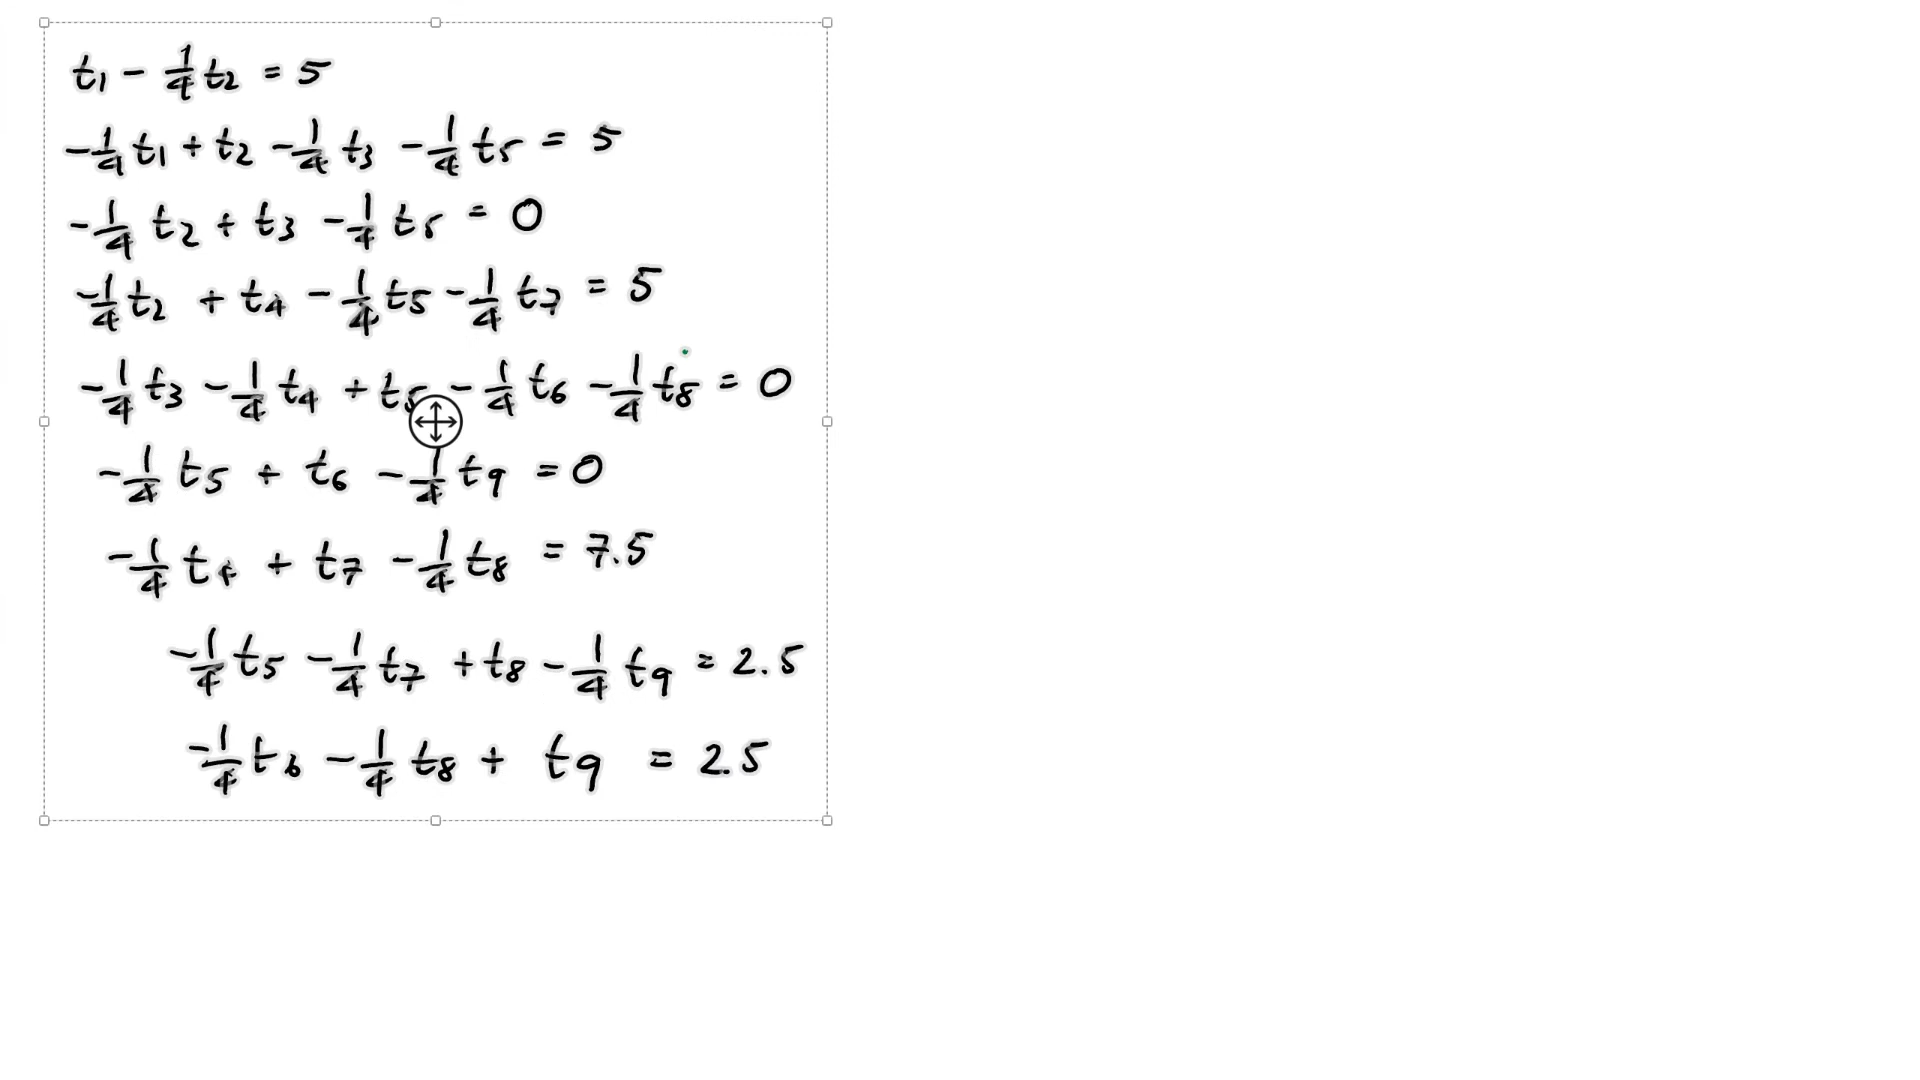 t₁ - 1/4 t₂ = 5
-1/4 t₁ + t₂ - 1/4 t₃ - 1/4 t₅ = 5
-1/4 t₂ + t₃ - 1/4 t₅ = 0
-1/4 t₂ + t₄ - 1/4 t₅ - 1/4 t₇ = 5
-1/4 t₃ - 1/4 t₄ + t₅ - 1/4 t₆ - 1/4 t₈ = 0
-1/4 t₅ + t₆ - 1/4 t₉ = 0
-1/4 t₄ + t₇ - 1/4 t₈ = 7.5
-1/4 t₅ - 1/4 t₇ + t₈ - 1/4 t₉ = 2.5
-1/4 t₆ - 1/4 t₈ + t₉ = 2.5